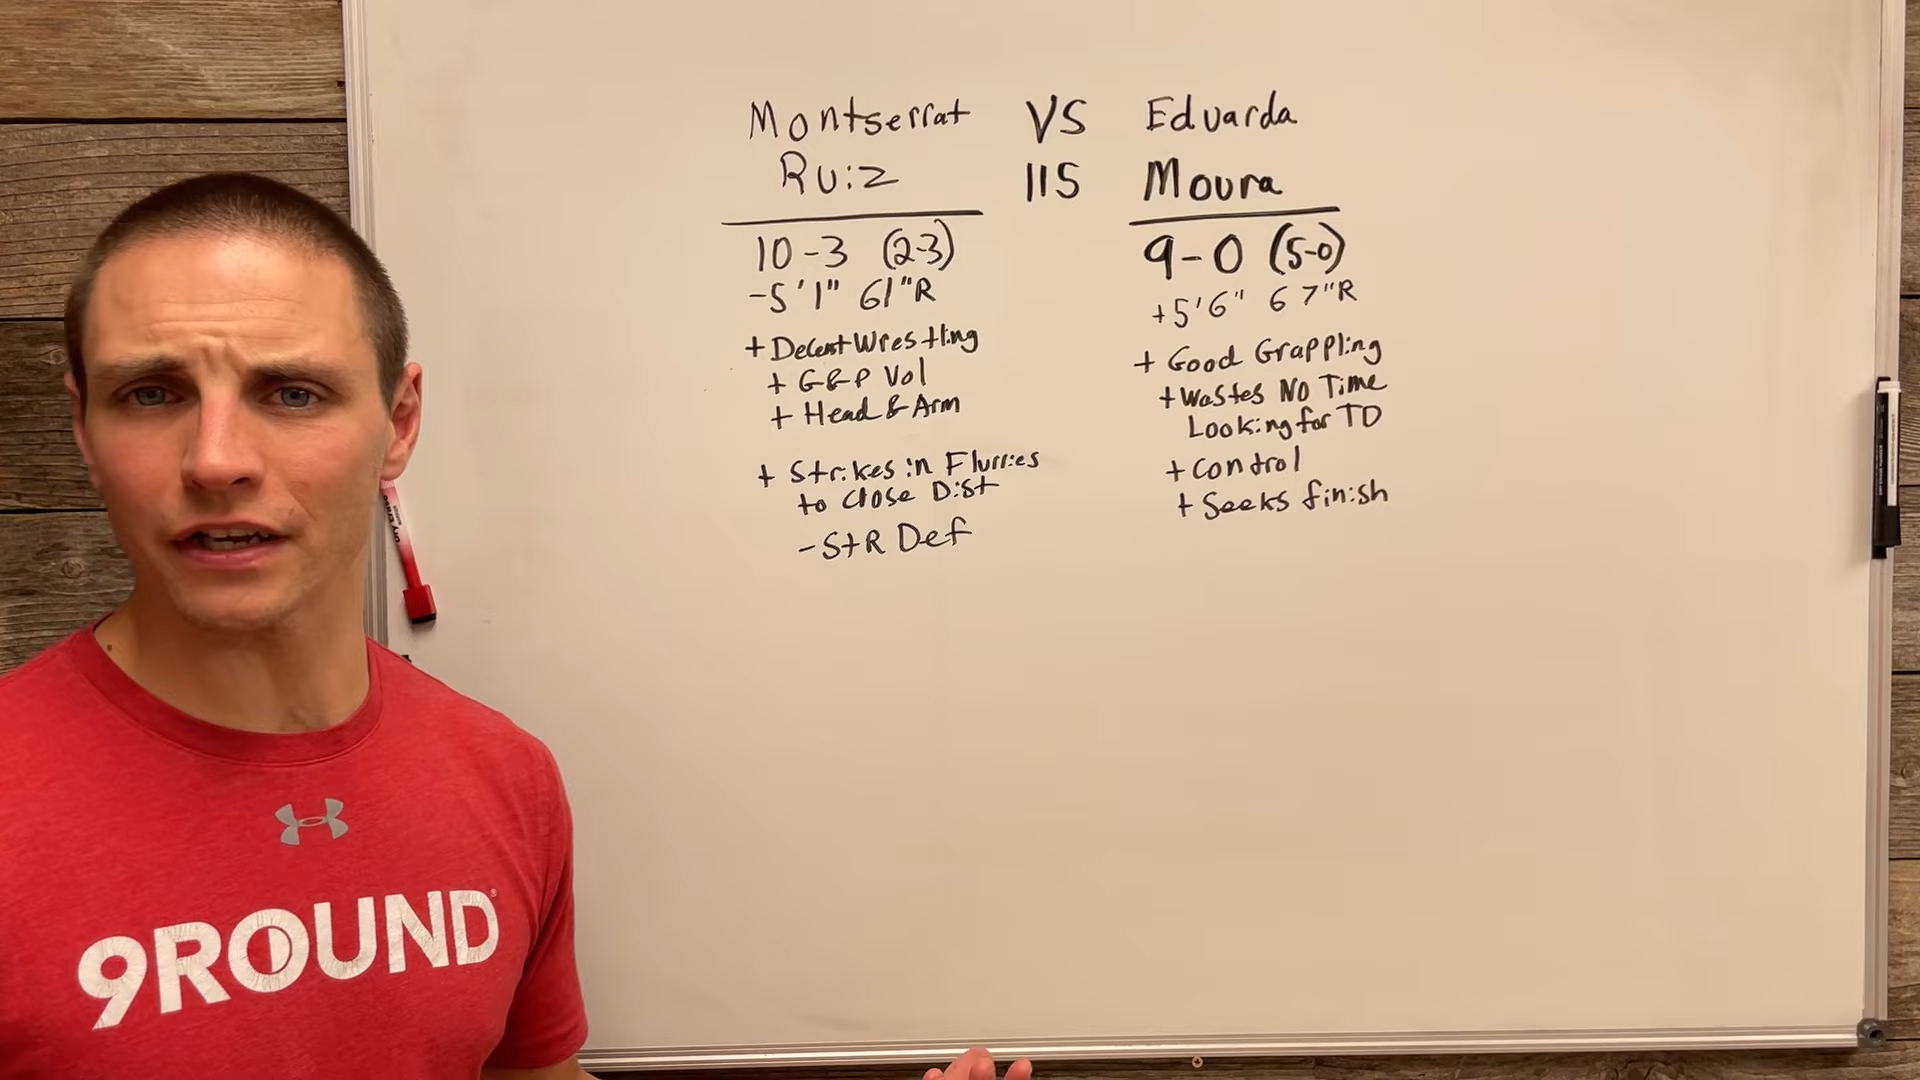 Montserrat VS Eduarda
Ruiz 115 Moura
10-3 (2-3)
-5'1" 61"R
+ Decent Wrestling
+ G&P Vol
+ Head & Arm
+ Strikes in Flurries
to Close Dist
- StR Def
9-0 (5-0)
+5'6" 67"R
+ Good Grappling
+ Wastes No Time
Looking for TD
+ Control
+ Seeks finish
9ROUND